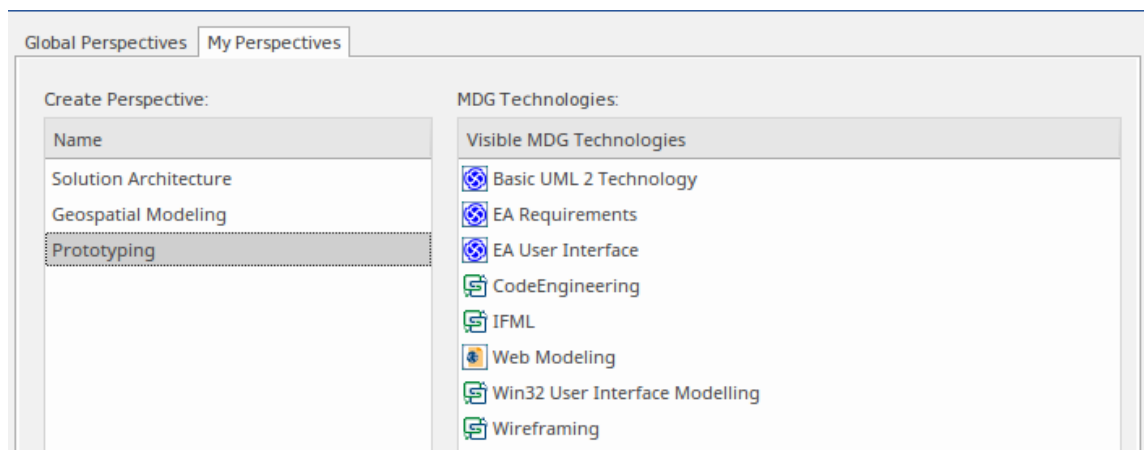 Global Perspectives My Perspectives
Create Perspective:
Name
Solution Architecture
Geospatial Modeling
Prototyping
MDG Technologies:
Visible MDG Technologies
Basic UML 2 Technology
EA Requirements
EA User Interface
CodeEngineering
IFML
Web Modeling
Win32 User Interface Modelling
Wireframing